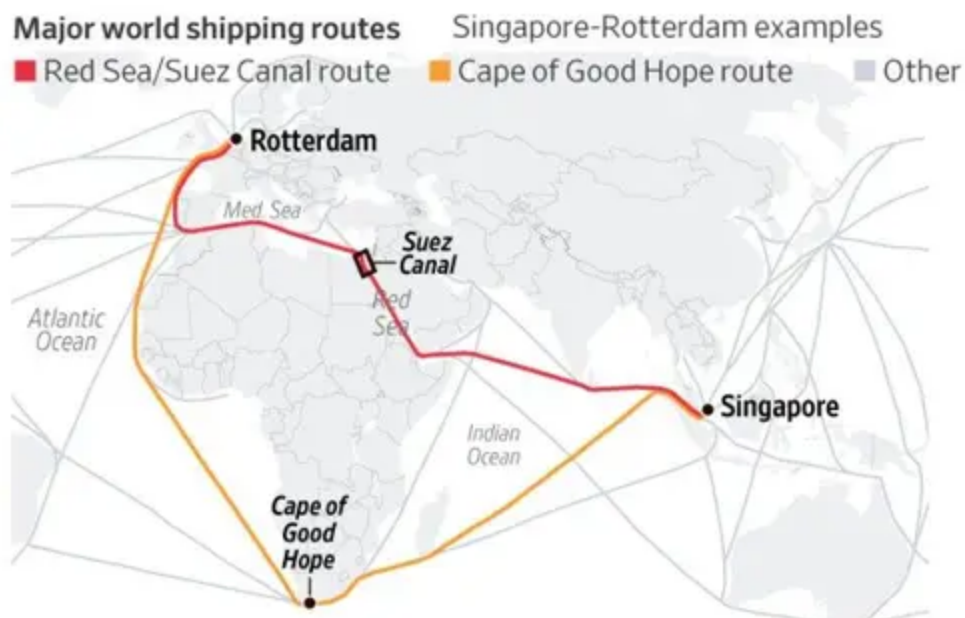 Major world shipping routes
Singapore-Rotterdam examples
Red Sea/Suez Canal route
Cape of Good Hope route
Other
Rotterdam
Med Sea
Suez
Canal
Red
Sea
Atlantic
Ocean
Singapore
Indian
Ocean
Cape of
Good
Hope